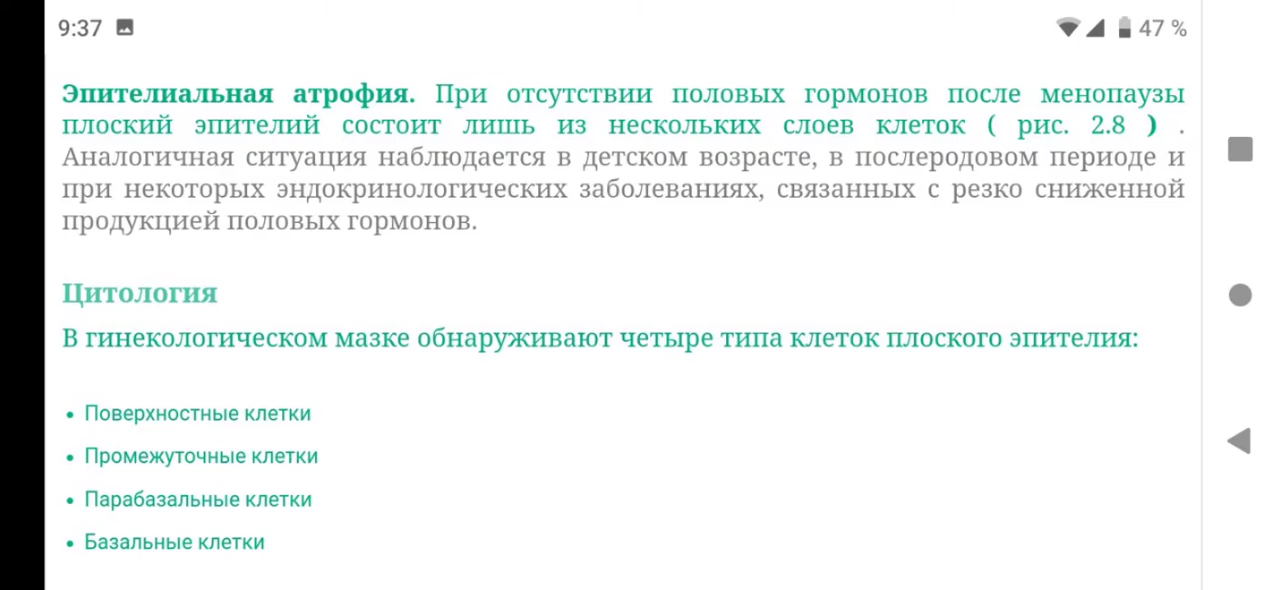 9:37
47 %
Эпителиальная атрофия. При отсутствии половых гормонов после менопаузы
плоский эпителий состоит лишь из нескольких слоев клеток ( рис. 2.8 ) .
Аналогичная ситуация наблюдается в детском возрасте, в послеродовом периоде и
при некоторых эндокринологических заболеваниях, связанных с резко сниженной
продукцией половых гормонов.
Цитология
В гинекологическом мазке обнаруживают четыре типа клеток плоского эпителия:
• Поверхностные клетки
• Промежуточные клетки
• Парабазальные клетки
• Базальные клетки